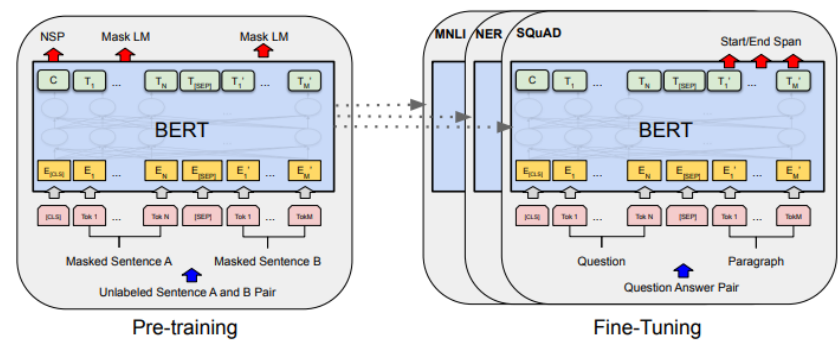 NSP Mask LM Mask LM
C T1 ... TN T[SEP] T1' ... TM'
BERT
E[CLS] E1 ... EN E[SEP] E1' ... EM'
[CLS] Tok 1 ... Tok N [SEP] Tok 1 ... TokM
Masked Sentence A Masked Sentence B
Unlabeled Sentence A and B Pair
Pre-training
MNLI NER SQuAD
Start/End Span
C T1 ... TN T[SEP] T1' ... TM'
BERT
E[CLS] E1 ... EN E[SEP] E1' ... EM'
[CLS] Tok 1 ... Tok N [SEP] Tok 1 ... TokM
Question Paragraph
Question Answer Pair
Fine-Tuning